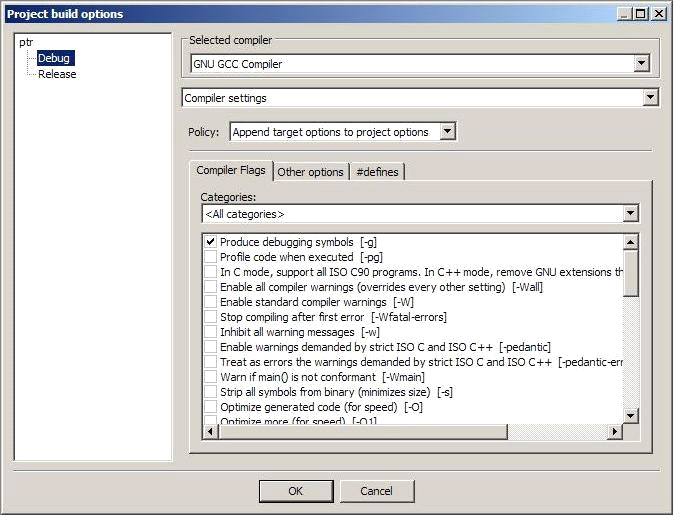 Project build options
ptr
Debug
Release
Selected compiler
GNU GCC Compiler
Compiler settings
Policy:
Append target options to project options
Compiler Flags
Other options
#defines
Categories:
<All categories>
Produce debugging symbols [-g]
Profile code when executed [-pg]
In C mode, support all ISO C90 programs. In C++ mode, remove GNU extensions th
Enable all compiler warnings (overrides every other setting) [-Wall]
Enable standard compiler warnings [-W]
Stop compiling after first error [-Wfatal-errors]
Inhibit all warning messages [-w]
Enable warnings demanded by strict ISO C and ISO C++ [-pedantic]
Treat as errors the warnings demanded by strict ISO C and ISO C++ [-pedantic-err
Warn if main() is not conformant [-Wmain]
Strip all symbols from binary (minimizes size) [-s]
Optimize generated code (for speed) [-O]
Optimize more (for speed) [-O1]
OK
Cancel